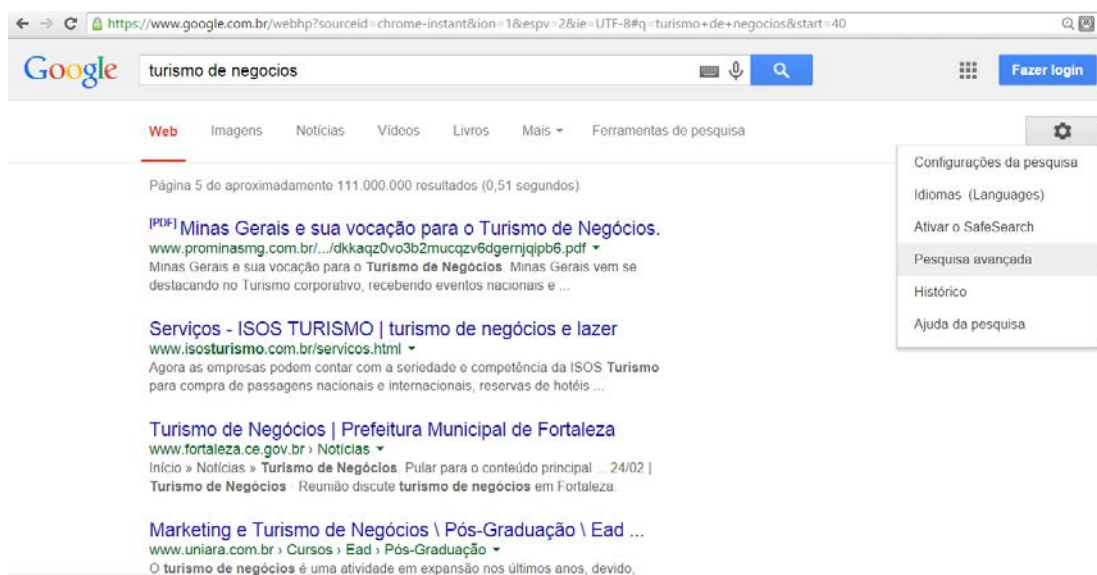 https://www.google.com.br/webhp?sourceid=chrome-instant&ion=1&espv=2&ie=UTF-8#q=turismo+de+negocios&start=40
Google turismo de negocios Fazer login
Web Imagens Notícias Vídeos Livros Mais Ferramentas de pesquisa
Configurações da pesquisa
Idiomas (Languages)
Ativar o SafeSearch
Pesquisa avançada
Histórico
Ajuda da pesquisa
Página 5 de aproximadamente 111.000.000 resultados (0,51 segundos)
[PDF] Minas Gerais e sua vocação para o Turismo de Negócios.
www.prominasmg.com.br/.../dkkaqz0vo3b2mucqzv6dgernjqipb6.pdf
Minas Gerais e sua vocação para o Turismo de Negócios. Minas Gerais vem se
destacando no Turismo corporativo, recebendo eventos nacionais e ...
Serviços - ISOS TURISMO | turismo de negócios e lazer
www.isosturismo.com.br/servicos.html
Agora as empresas podem contar com a seriedade e competência da ISOS Turismo
para compra de passagens nacionais e internacionais, reservas de hotéis ...
Turismo de Negócios | Prefeitura Municipal de Fortaleza
www.fortaleza.ce.gov.br › Notícias
Início » Notícias » Turismo de Negócios. Pular para o conteúdo principal ... 24/02 |
Turismo de Negócios · Reunião discute turismo de negócios em Fortaleza.
Marketing e Turismo de Negócios \ Pós-Graduação \ Ead ...
www.uniara.com.br › Cursos › Ead › Pós-Graduação
O turismo de negócios é uma atividade em expansão nos últimos anos, devido,